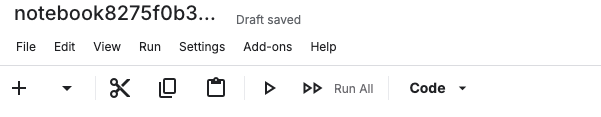 notebook8275f0b3...
Draft saved
File Edit View Run Settings Add-ons Help
Run All Code